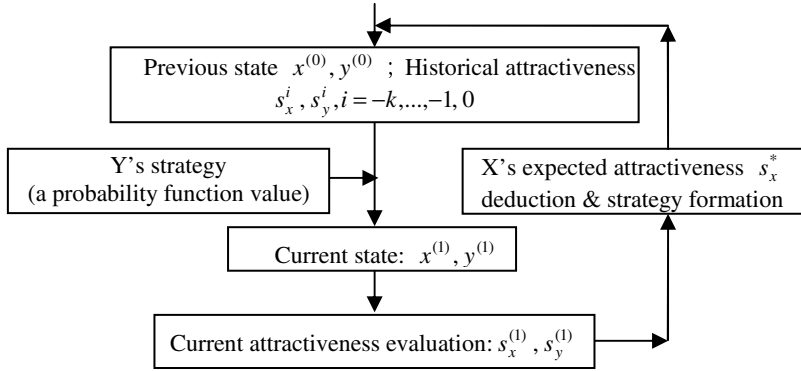 Previous state x^(0), y^(0) ; Historical attractiveness
s_x^i, s_y^i, i = −k,...,−1, 0
Y's strategy
(a probability function value)
X's expected attractiveness s_x^*
deduction & strategy formation
Current state: x^(1), y^(1)
Current attractiveness evaluation: s_x^(1), s_y^(1)